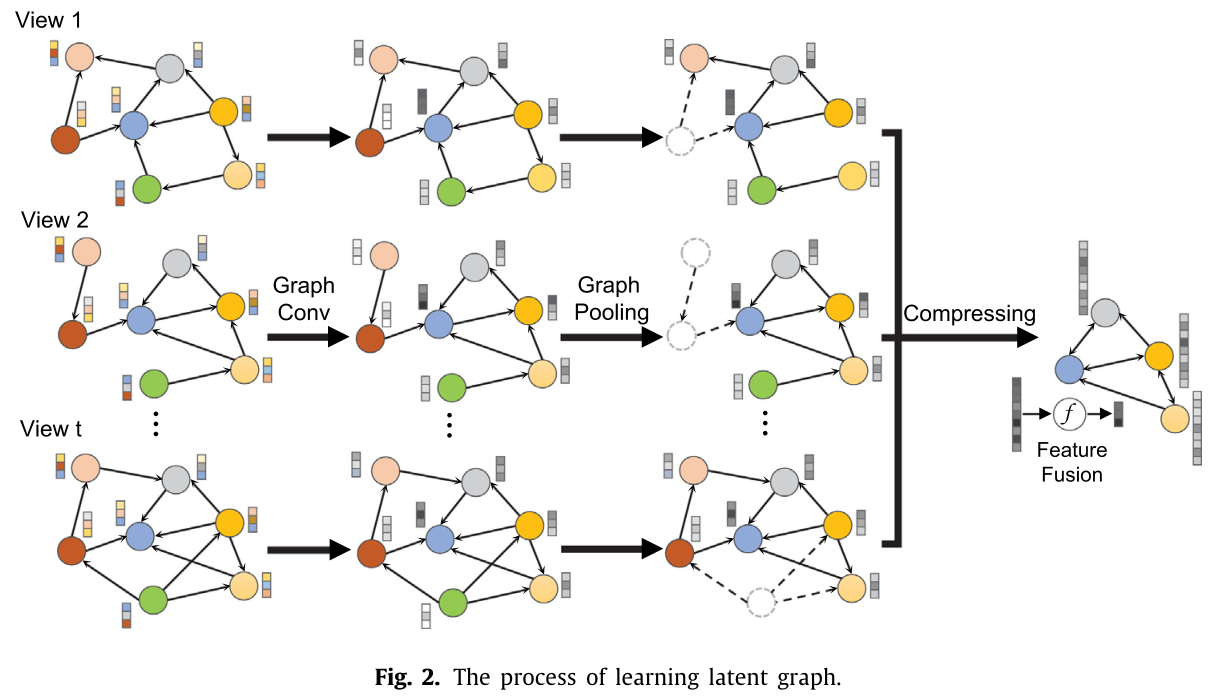 View 1
View 2
Graph
Conv
Graph
Pooling
Compressing
View t
f
Feature
Fusion
Fig. 2. The process of learning latent graph.